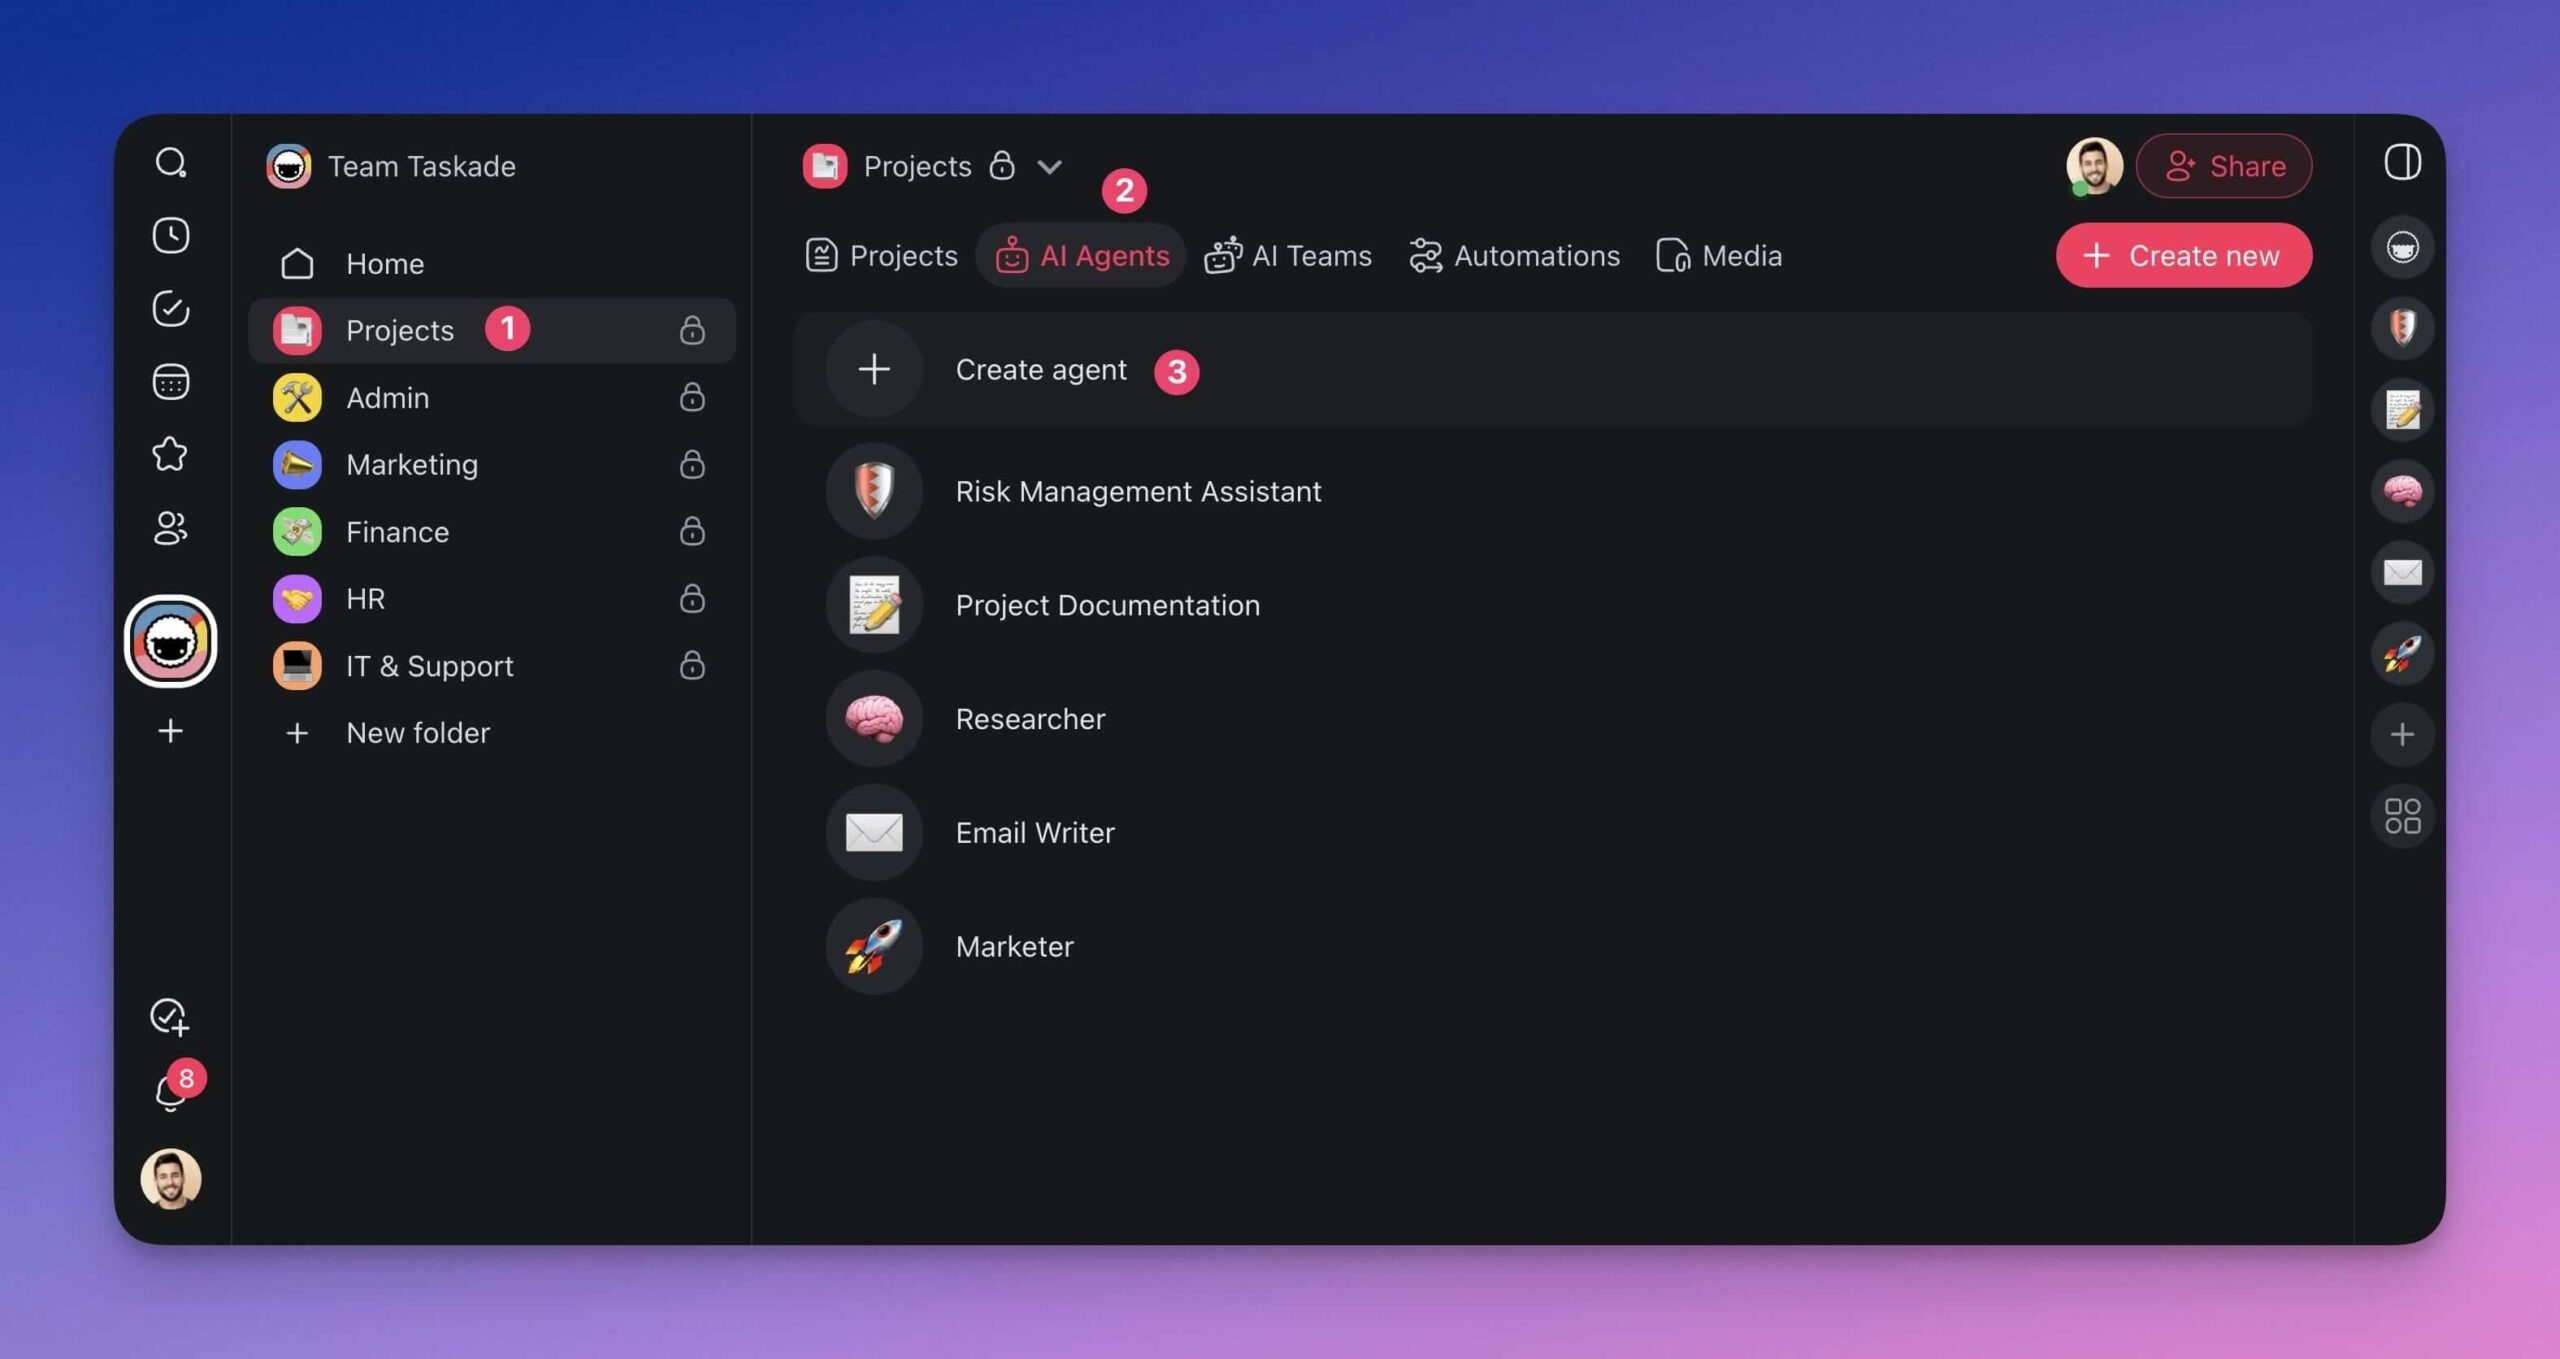 Team Taskade
Home
Projects 1
Admin
Marketing
Finance
HR
IT & Support
New folder
8
Projects
2
Share
Projects AI Agents AI Teams Automations Media
Create new
Create agent 3
Risk Management Assistant
Project Documentation
Researcher
Email Writer
Marketer